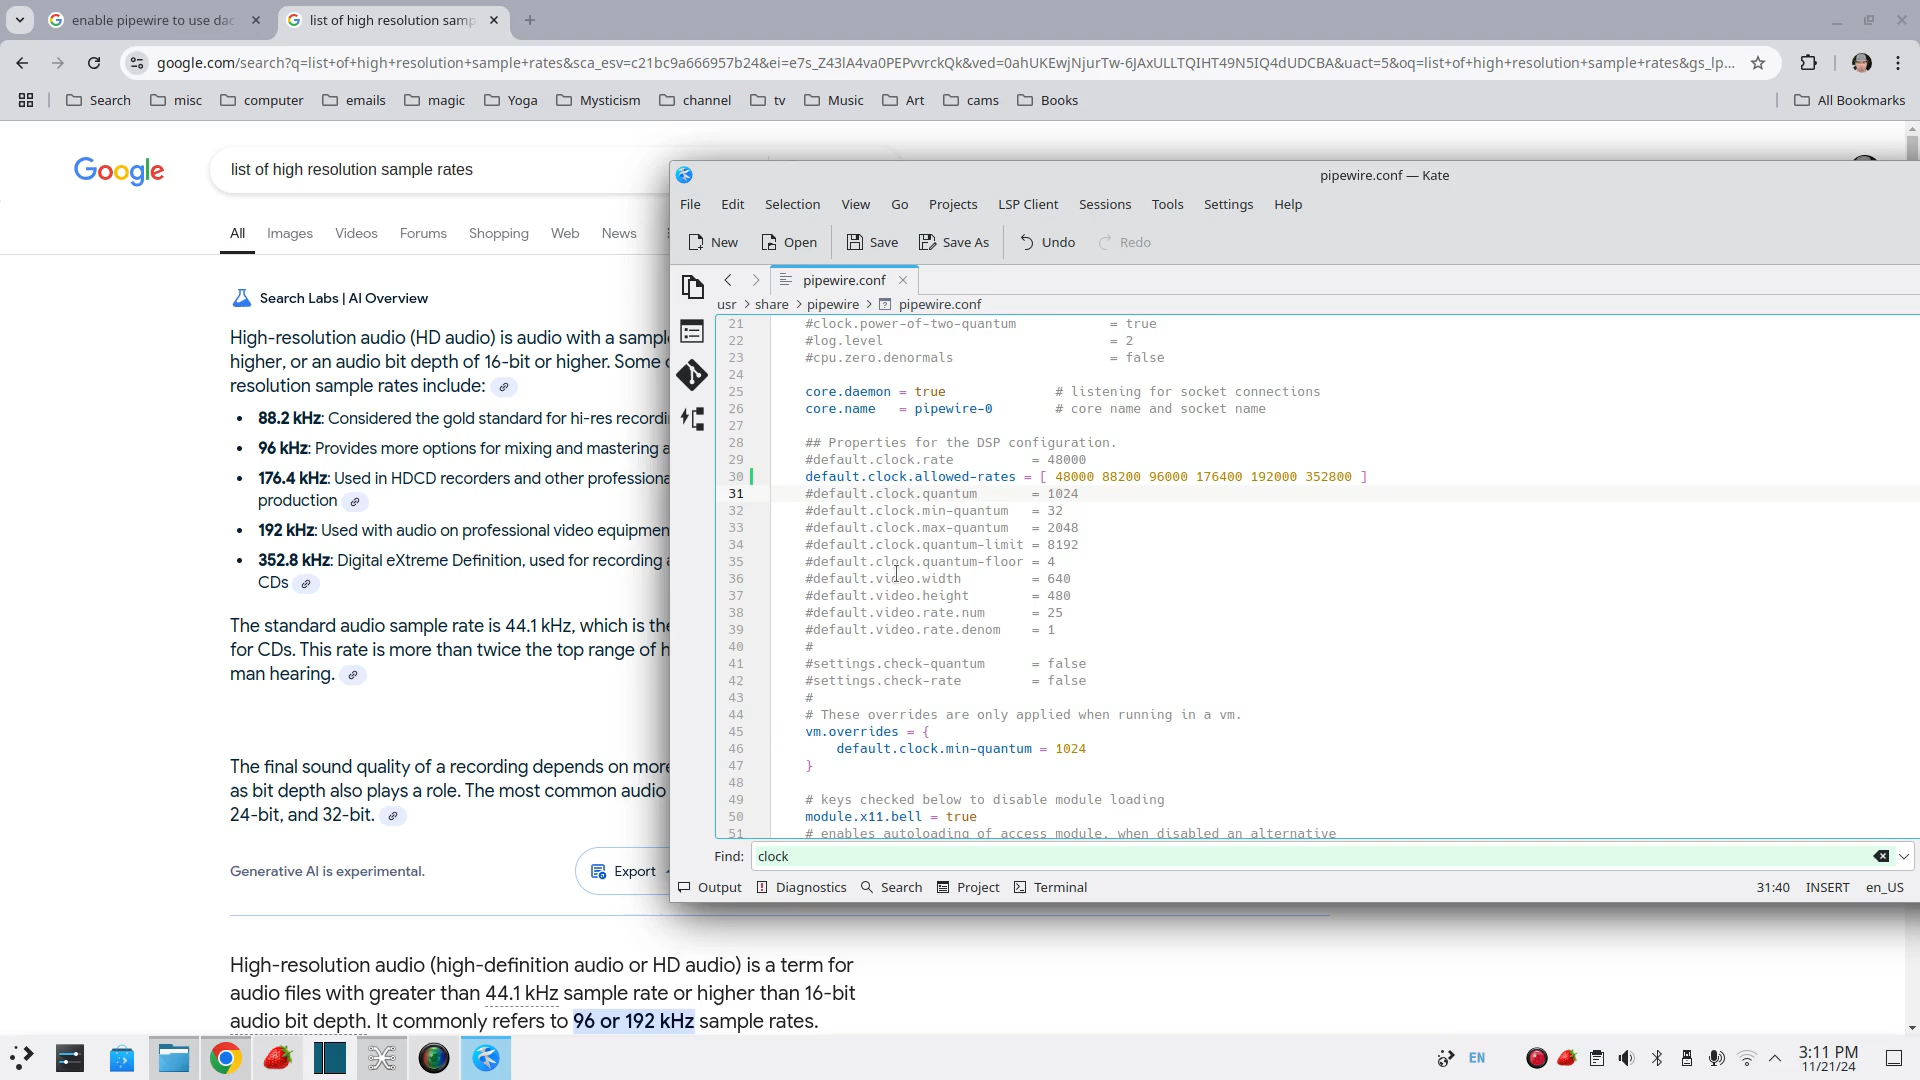 enable pipewire to use dac
list of high resolution samp
google.com/search?q=list+of+high+resolution+sample+rates&sca_esv=c21bc9a666957b24&ei=e7s_Z43lA4va0PEPvvrckQk&ved=0ahUKEwjNjurTw-6JAxULLTQIHT49N5IQ4dUDCBA&uact=5&oq=list+of+high+resolution+sample+rates&gs_lp...
Search misc computer emails magic Yoga Mysticism channel tv Music Art cams Books All Bookmarks
Google
list of high resolution sample rates
All Images Videos Forums Shopping Web News
Search Labs | AI Overview
High-resolution audio (HD audio) is audio with a sampl
higher, or an audio bit depth of 16-bit or higher. Some
resolution sample rates include:
88.2 kHz: Considered the gold standard for hi-res recordi
96 kHz: Provides more options for mixing and mastering a
176.4 kHz: Used in HDCD recorders and other professiona
production
192 kHz: Used with audio on professional video equipmen
352.8 kHz: Digital eXtreme Definition, used for recording a
CDs
The standard audio sample rate is 44.1 kHz, which is the
for CDs. This rate is more than twice the top range of h
man hearing.
The final sound quality of a recording depends on more
as bit depth also plays a role. The most common audio
24-bit, and 32-bit.
Generative AI is experimental.
Export
High-resolution audio (high-definition audio or HD audio) is a term for
audio files with greater than 44.1 kHz sample rate or higher than 16-bit
audio bit depth. It commonly refers to 96 or 192 kHz sample rates.
pipewire.conf — Kate
File Edit Selection View Go Projects LSP Client Sessions Tools Settings Help
New Open Save Save As Undo Redo
pipewire.conf
usr > share > pipewire > pipewire.conf
21 #clock.power-of-two-quantum = true
22 #log.level = 2
23 #cpu.zero.denormals = false
24
25 core.daemon = true # listening for socket connections
26 core.name = pipewire-0 # core name and socket name
27
28 ## Properties for the DSP configuration.
29 #default.clock.rate = 48000
30 default.clock.allowed-rates = [ 48000 88200 96000 176400 192000 352800 ]
31 #default.clock.quantum = 1024
32 #default.clock.min-quantum = 32
33 #default.clock.max-quantum = 2048
34 #default.clock.quantum-limit = 8192
35 #default.clock.quantum-floor = 4
36 #default.video.width = 640
37 #default.video.height = 480
38 #default.video.rate.num = 25
39 #default.video.rate.denom = 1
40 #
41 #settings.check-quantum = false
42 #settings.check-rate = false
43 #
44 # These overrides are only applied when running in a vm.
45 vm.overrides = {
46 default.clock.min-quantum = 1024
47 }
48
49 # keys checked below to disable module loading
50 module.x11.bell = true
51 # enables autoloading of access module, when disabled an alternative
Find: clock
Output Diagnostics Search Project Terminal 31:40 INSERT en_US
EN
3:11 PM
11/21/24